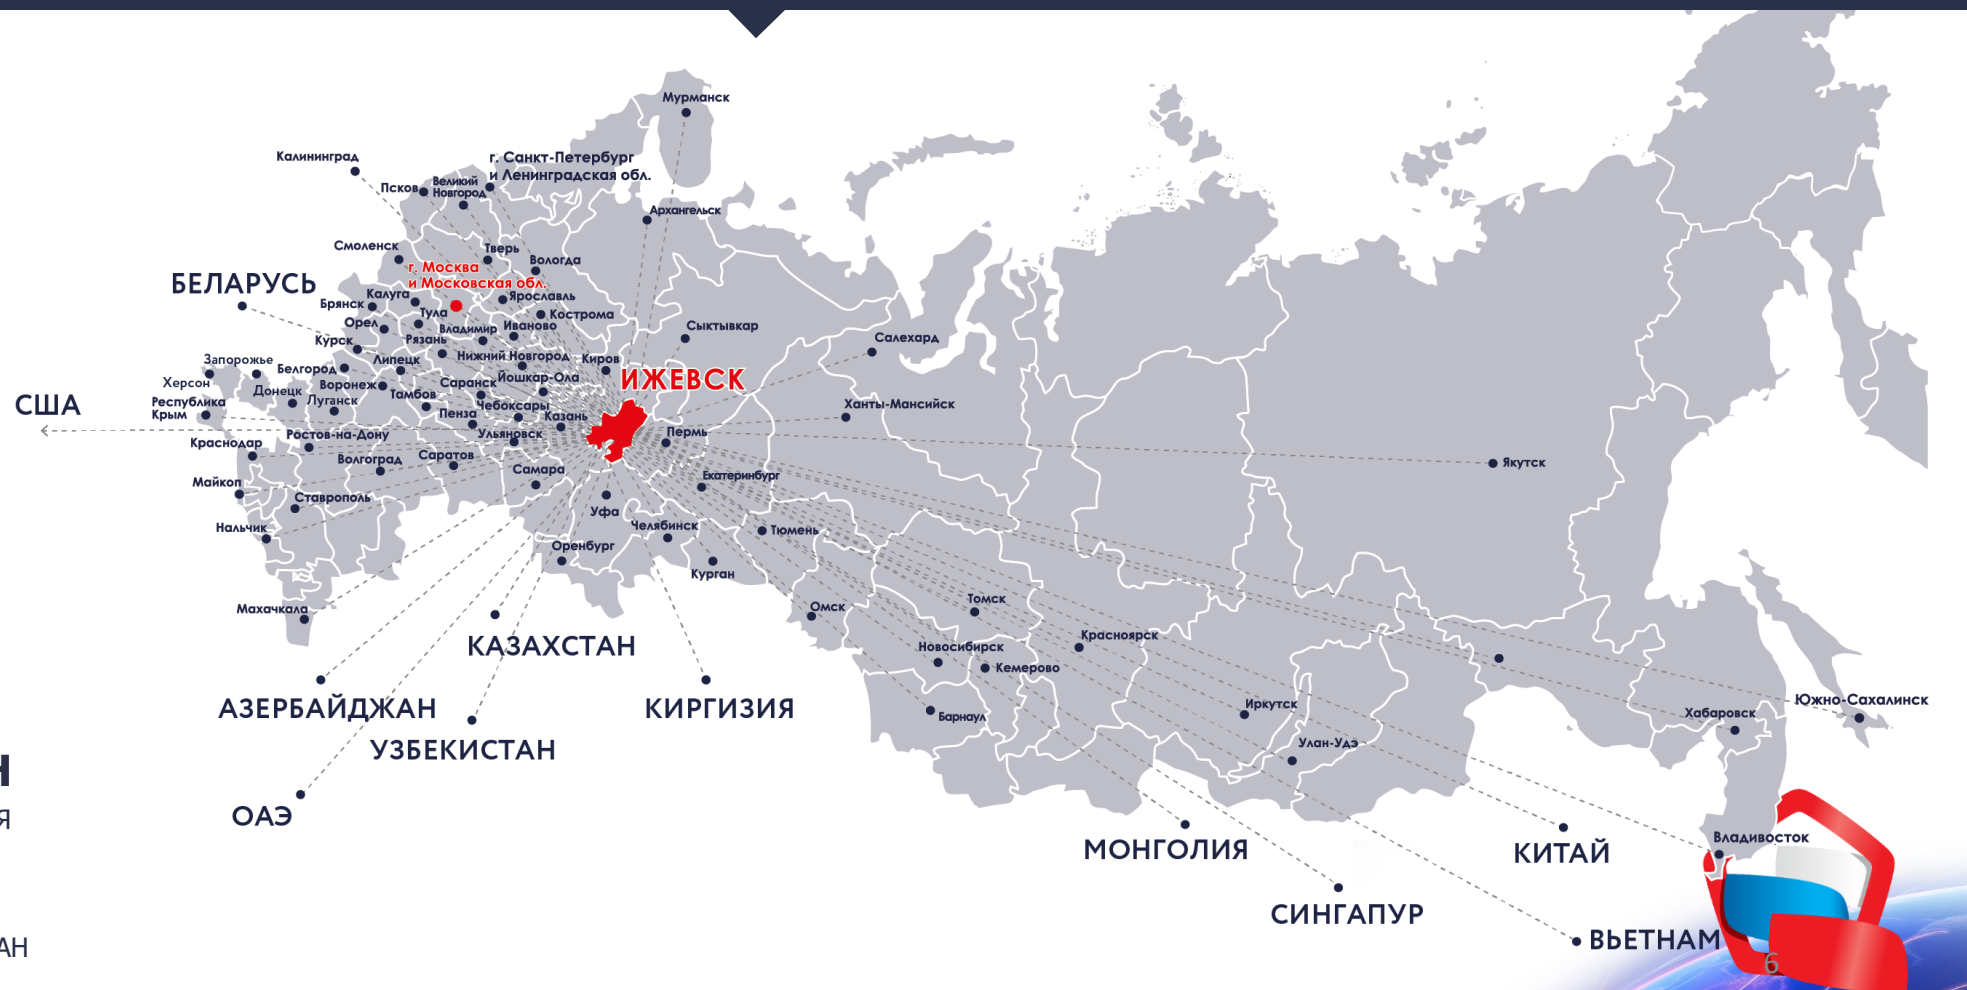 Мурманск
Калининград
г. Санкт-Петербург
и Ленинградская обл.
Псков
Великий
Новгород
Архангельск
Смоленск
Тверь
Вологда
г. Москва
и Московская обл.
БЕЛАРУСЬ
Калуга
Брянск
Ярославль
Тула
Кострома
Орел
Владимир
Иваново
Сыктывкар
Курск
Рязань
Салехард
Запорожье
Белгород
Липецк
Нижний Новгород
Киров
Херсон
Донецк
Воронеж
Саранск
Йошкар-Ола
ИЖЕВСК
США
Республика
Крым
Луганск
Тамбов
Чебоксары
Ханты-Мансийск
Пенза
Казань
Краснодар
Ростов-на-Дону
Ульяновск
Пермь
Волгоград
Саратов
Самара
Якутск
Майкоп
Екатеринбург
Ставрополь
Нальчик
Уфа
Челябинск
Тюмень
Оренбург
Курган
Махачкала
Омск
Томск
КАЗАХСТАН
Новосибирск
Красноярск
Кемерово
АЗЕРБАЙДЖАН
КИРГИЗИЯ
Барнаул
Иркутск
Хабаровск
Южно-Сахалинск
УЗБЕКИСТАН
Улан-Удэ
Н
Я
ОАЭ
МОНГОЛИЯ
КИТАЙ
Владивосток
СИНГАПУР
ВЬЕТНАМ
АН
6